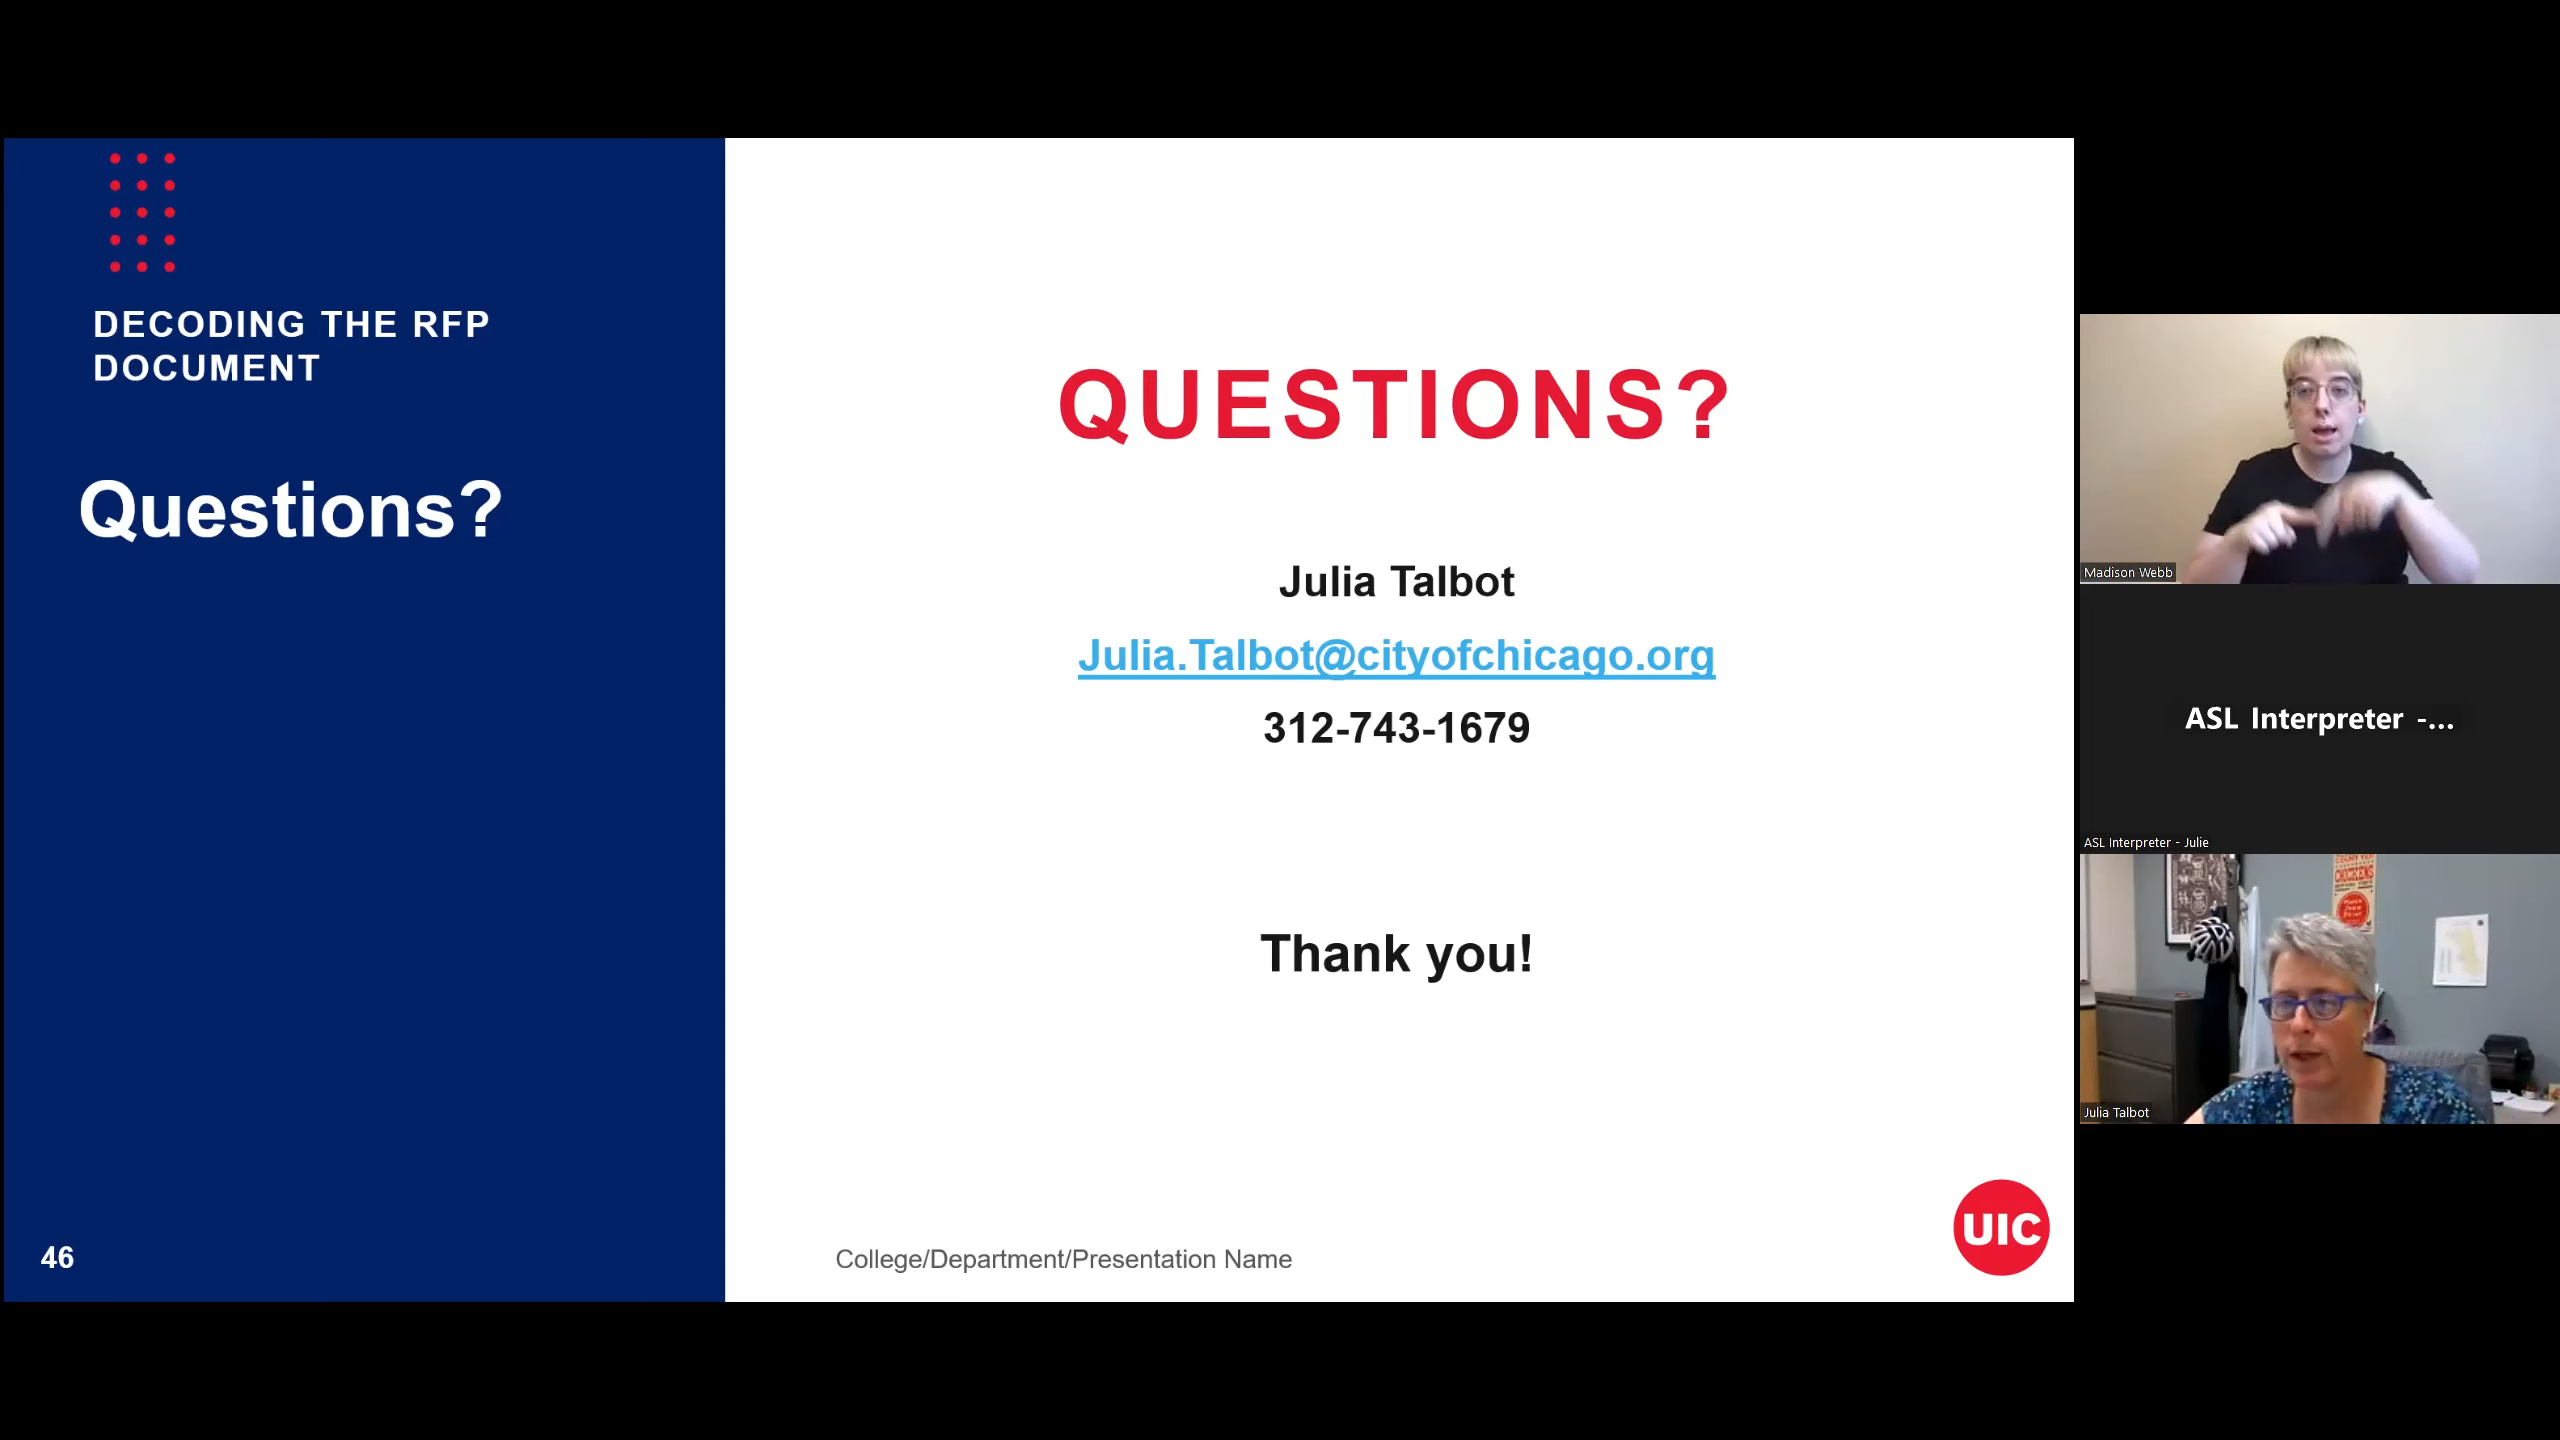 DECODING THE RFP
DOCUMENT
Questions?
46
QUESTIONS?
Julia Talbot
Julia.Talbot@cityofchicago.org
312-743-1679
Thank you!
College/Department/Presentation Name
UIC
Madison Webb
ASL Interpreter -...
ASL Interpreter - Julie
CHICKENS
Julia Talbot